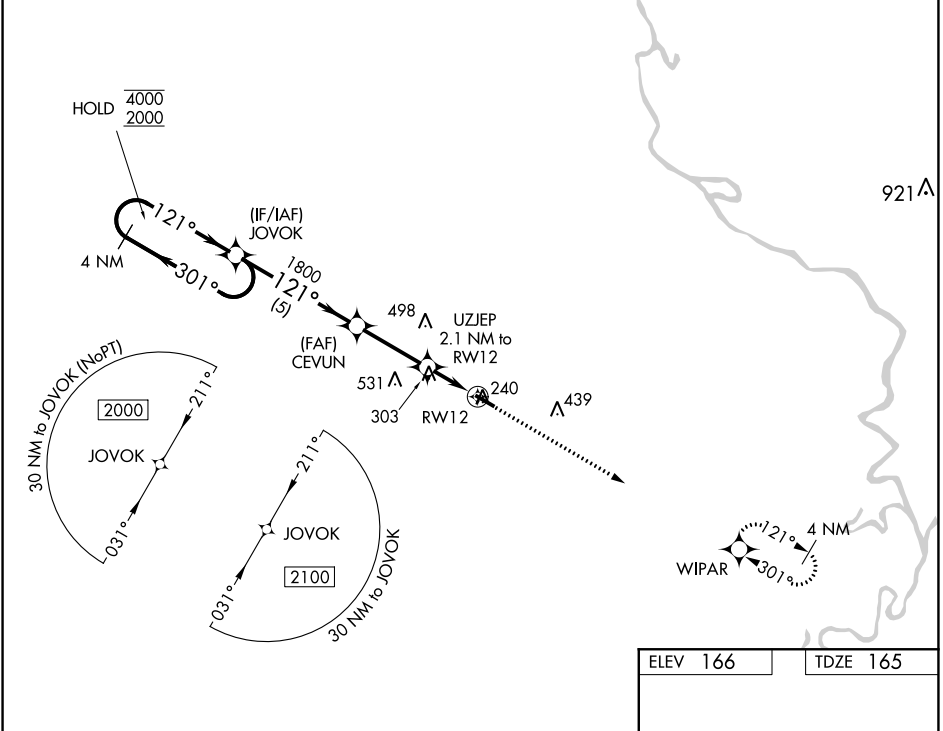 HOLD 4000
2000
921
121°
(IF/IAF)
JOVOK
4 NM
301°
1800
121°
(5)
498
UZJEP
2.1 NM to
RW12
(FAF)
CEVUN
531
303
RW12
240
439
30 NM to JOVOK (NoPT)
211°
2000
JOVOK
031°
211°
JOVOK
2100
031°
30 NM to JOVOK
121°
4 NM
WIPAR
301°
ELEV 166
TDZE 165